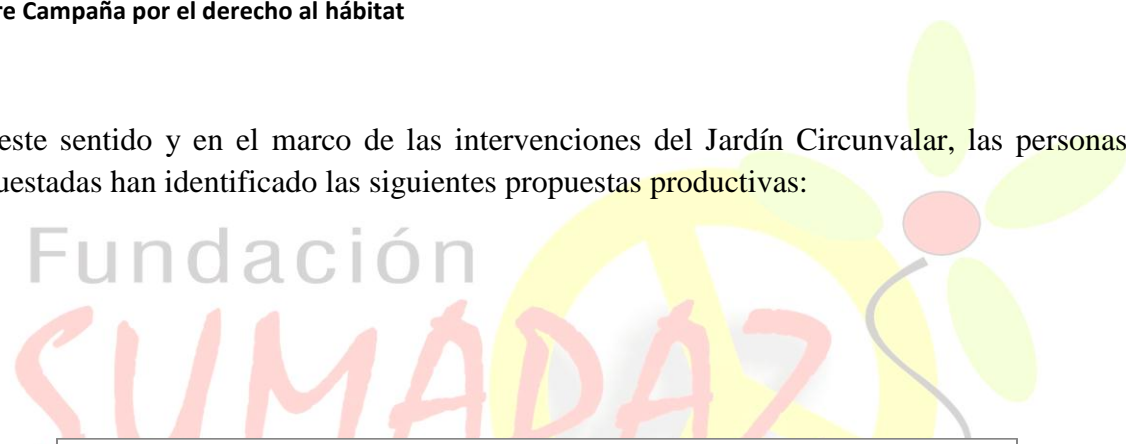 re Campaña por el derecho al hábitat
este sentido y en el marco de las intervenciones del Jardín Circunvalar, las personas
uestadas han identificado las siguientes propuestas productivas:
Fundación
SUMAPAZ